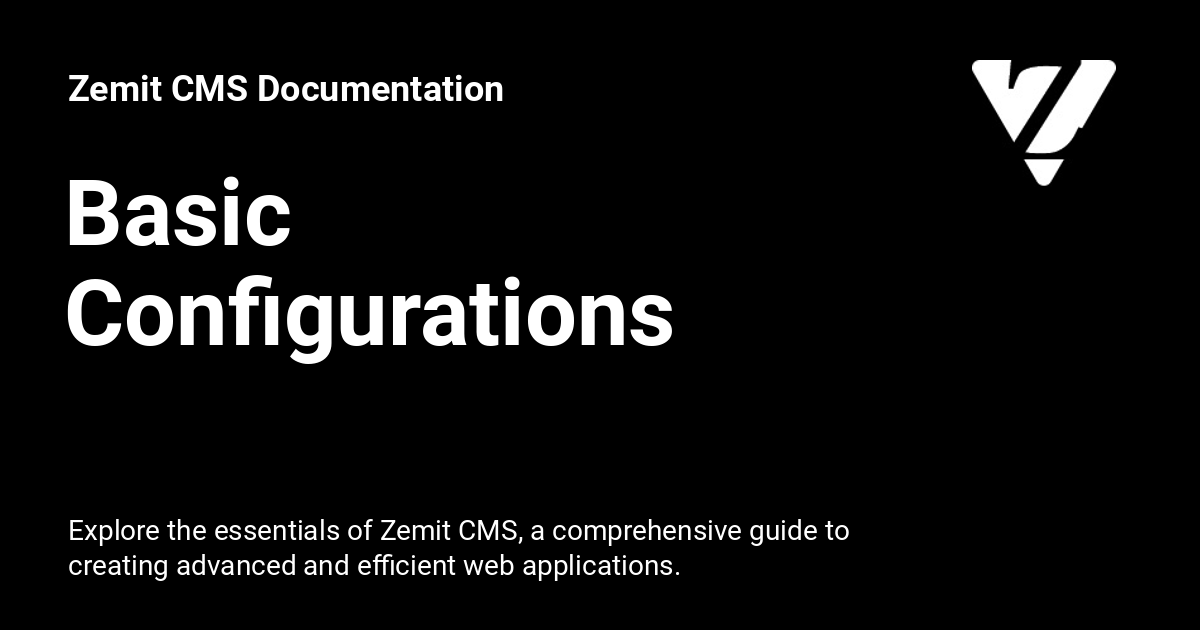 Zemit CMS Documentation
Basic
Configurations
Explore the essentials of Zemit CMS, a comprehensive guide to
creating advanced and efficient web applications.